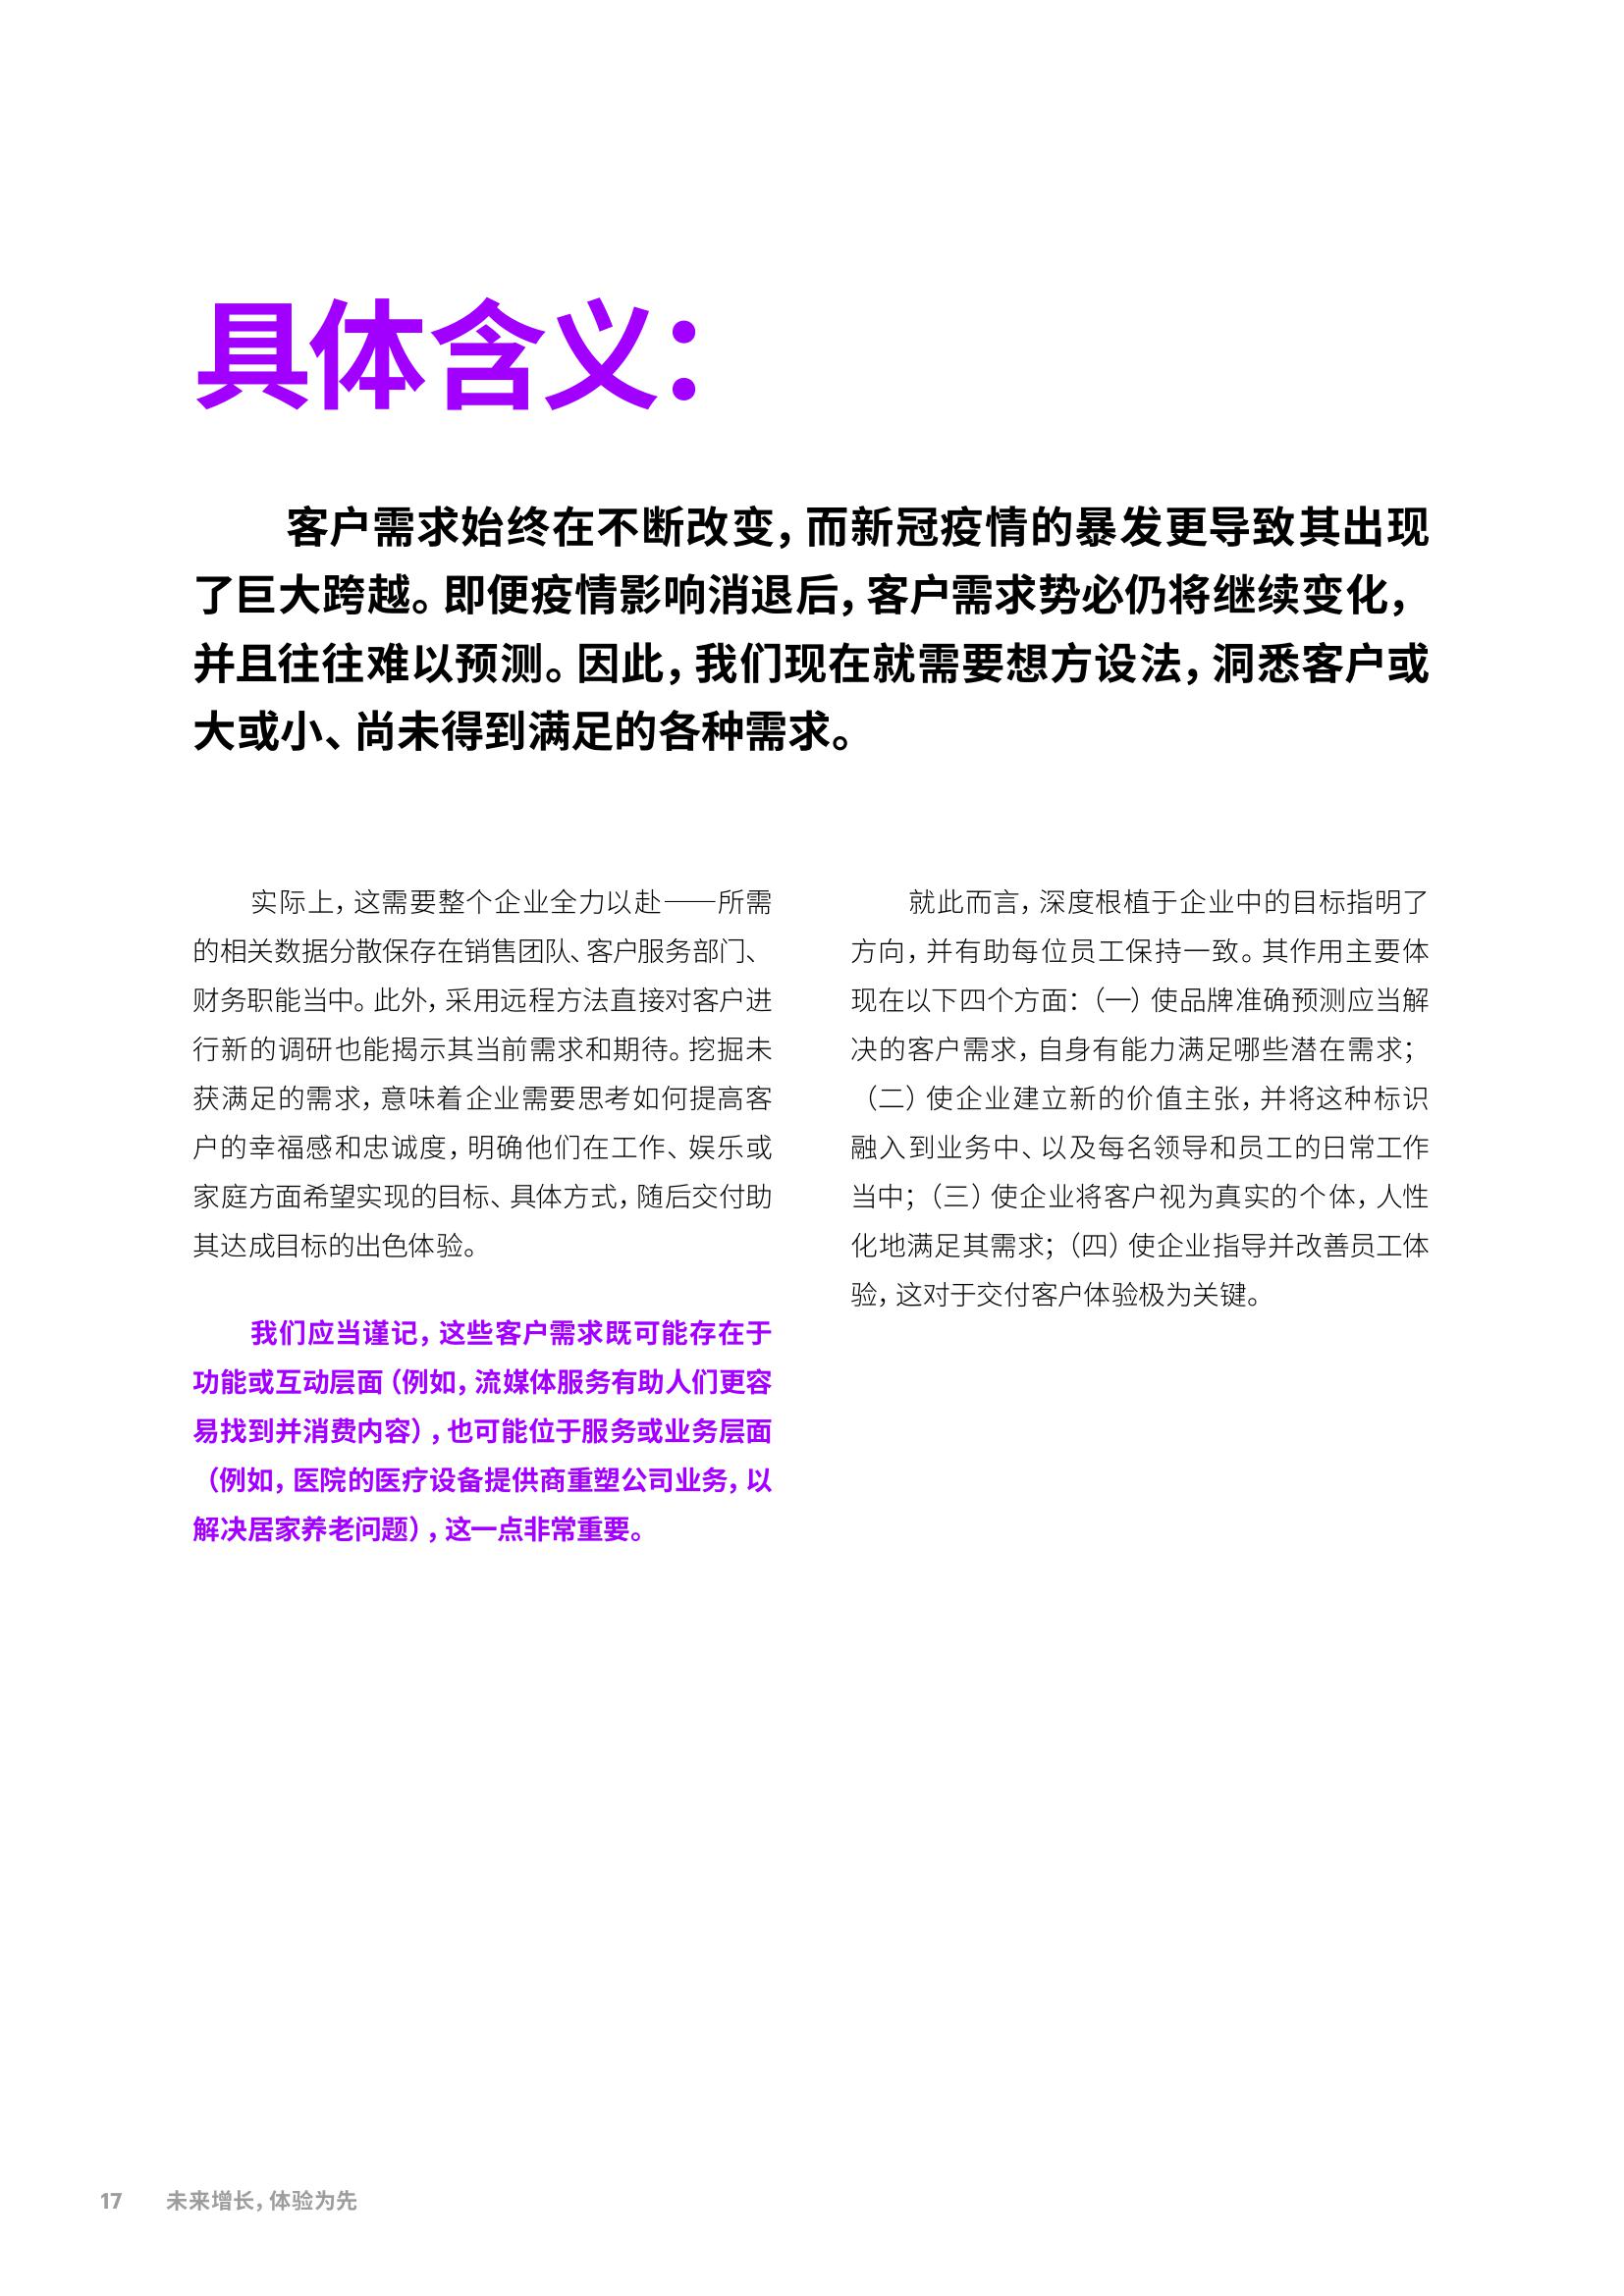 具体含义：
客户需求始终在不断改变，而新冠疫情的暴发更导致其出现
了巨大跨越。即便疫情影响消退后，客户需求势必仍将继续变化，
并且往往难以预测。因此，我们现在就需要想方设法，洞悉客户或
大或小、尚未得到满足的各种需求。
实际上，这需要整个企业全力以赴——所需
的相关数据分散保存在销售团队、客户服务部门、
财务职能当中。此外，采用远程方法直接对客户进
行新的调研也能揭示其当前需求和期待。挖掘未
获满足的需求，意味着企业需要思考如何提高客
户的幸福感和忠诚度，明确他们在工作、娱乐或
家庭方面希望实现的目标、具体方式，随后交付助
其达成目标的出色体验。
我们应当谨记，这些客户需求既可能存在于
功能或互动层面（例如，流媒体服务有助人们更容
易找到并消费内容），也可能位于服务或业务层面
（例如，医院的医疗设备提供商重塑公司业务，以
解决居家养老问题），这一点非常重要。
就此而言，深度根植于企业中的目标指明了
方向，并有助每位员工保持一致。其作用主要体
现在以下四个方面：（一）使品牌准确预测应当解
决的客户需求，自身有能力满足哪些潜在需求；
（二）使企业建立新的价值主张，并将这种标识
融入到业务中、以及每名领导和员工的日常工作
当中；（三）使企业将客户视为真实的个体，人性
化地满足其需求；（四）使企业指导并改善员工体
验，这对于交付客户体验极为关键。
17 未来增长，体验为先